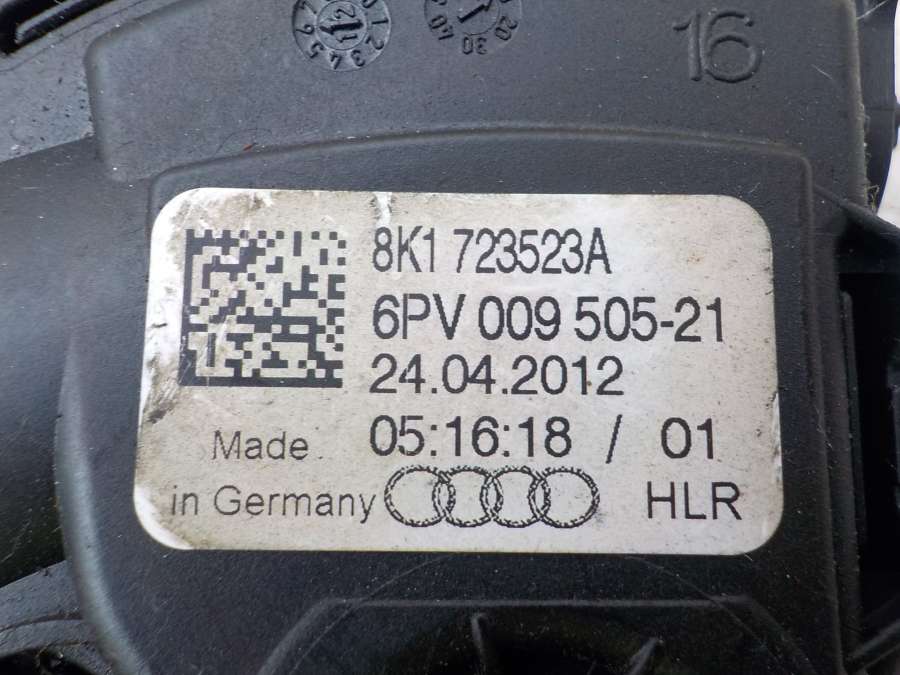 16
8K1 723523A
6PV 009 505-21
24.04.2012
05:16:18 / 01
Made
in Germany
HLR